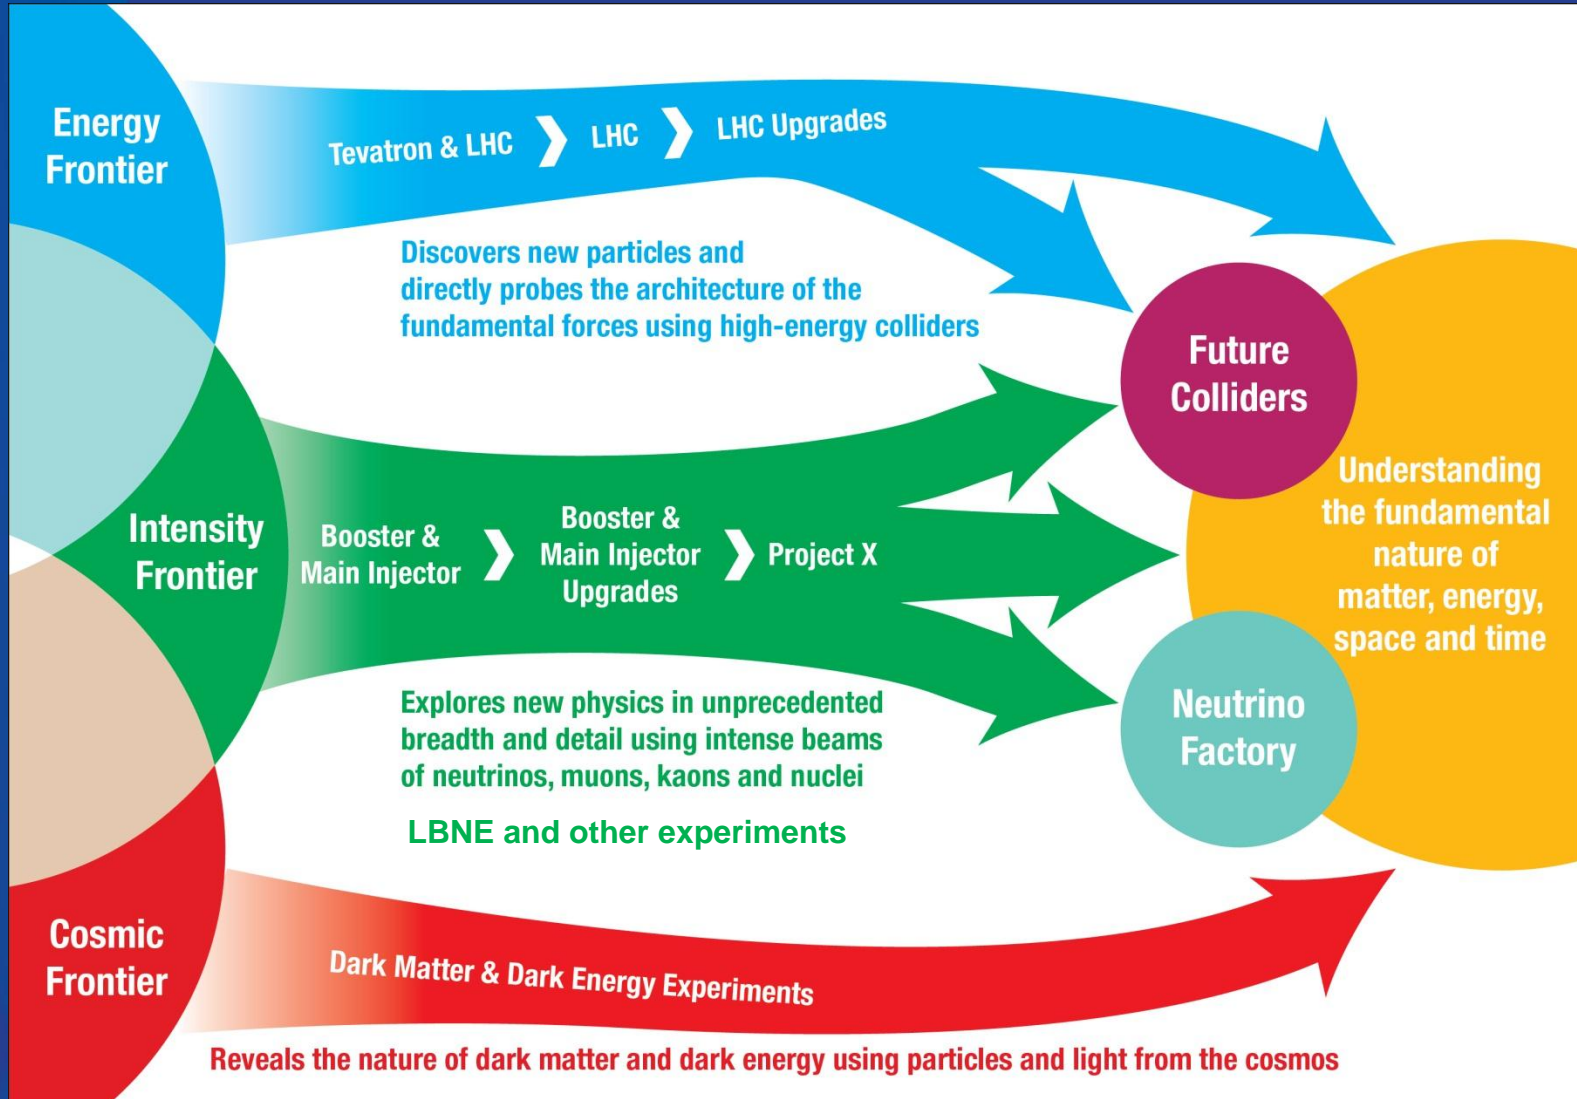 Energy
Frontier
Tevatron & LHC
LHC
LHC Upgrades
Discovers new particles and
directly probes the architecture of the
fundamental forces using high-energy colliders
Future
Colliders
Intensity
Frontier
Booster &
Main Injector
Booster &
Main Injector
Upgrades
Project X
Understanding
the fundamental
nature of
matter, energy,
space and time
Explores new physics in unprecedented
breadth and detail using intense beams
of neutrinos, muons, kaons and nuclei
LBNE and other experiments
Neutrino
Factory
Cosmic
Frontier
Dark Matter & Dark Energy Experiments
Reveals the nature of dark matter and dark energy using particles and light from the cosmos